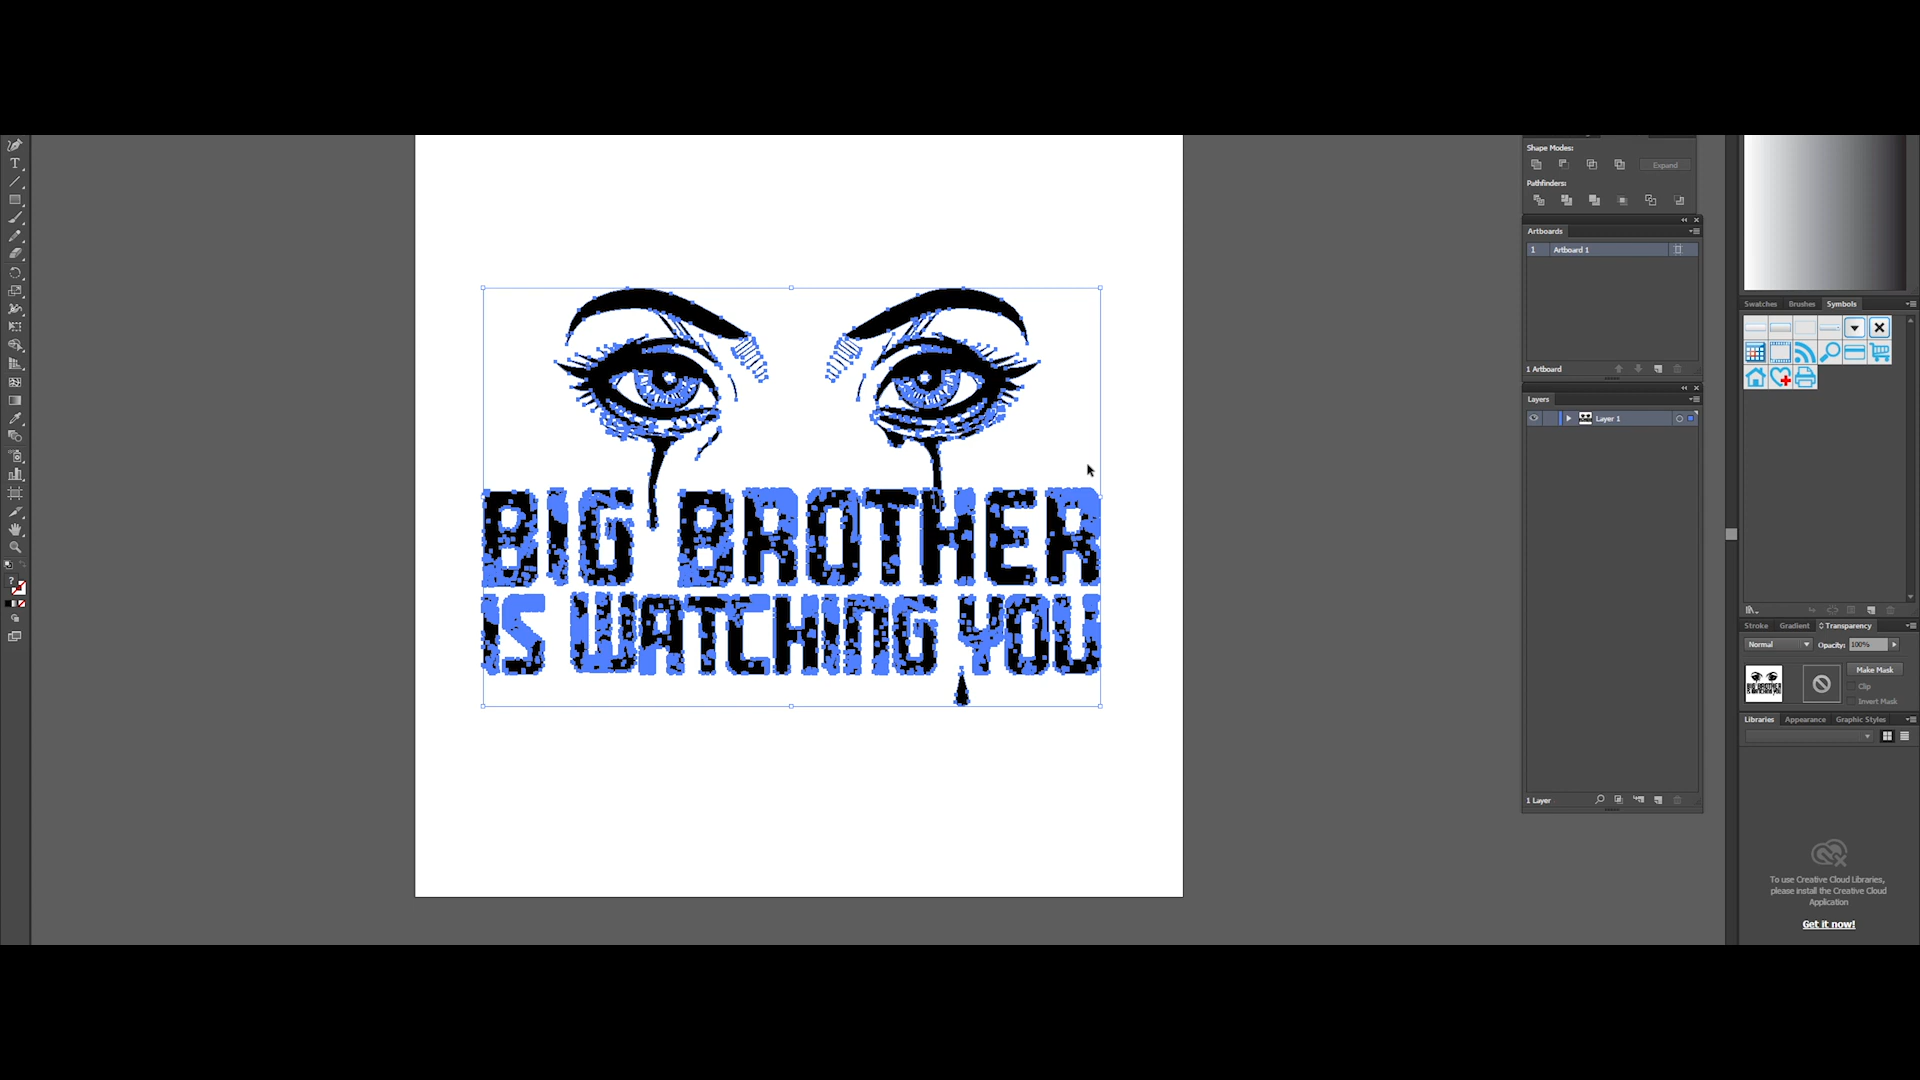 Shape Modes:
Expand
Pathfinders:
Artboards
1 Artboard 1
1 Artboard
Layers
Layer 1
1 Layer
BIG BROTHER
IS WATCHING YOU
Swatches Brushes Symbols
Stroke Gradient Transparency
Normal Opacity: 100%
Make Mask
Clip
Invert Mask
Libraries Appearance Graphic Styles
To use Creative Cloud Libraries,
please install the Creative Cloud
Application
Get it now!